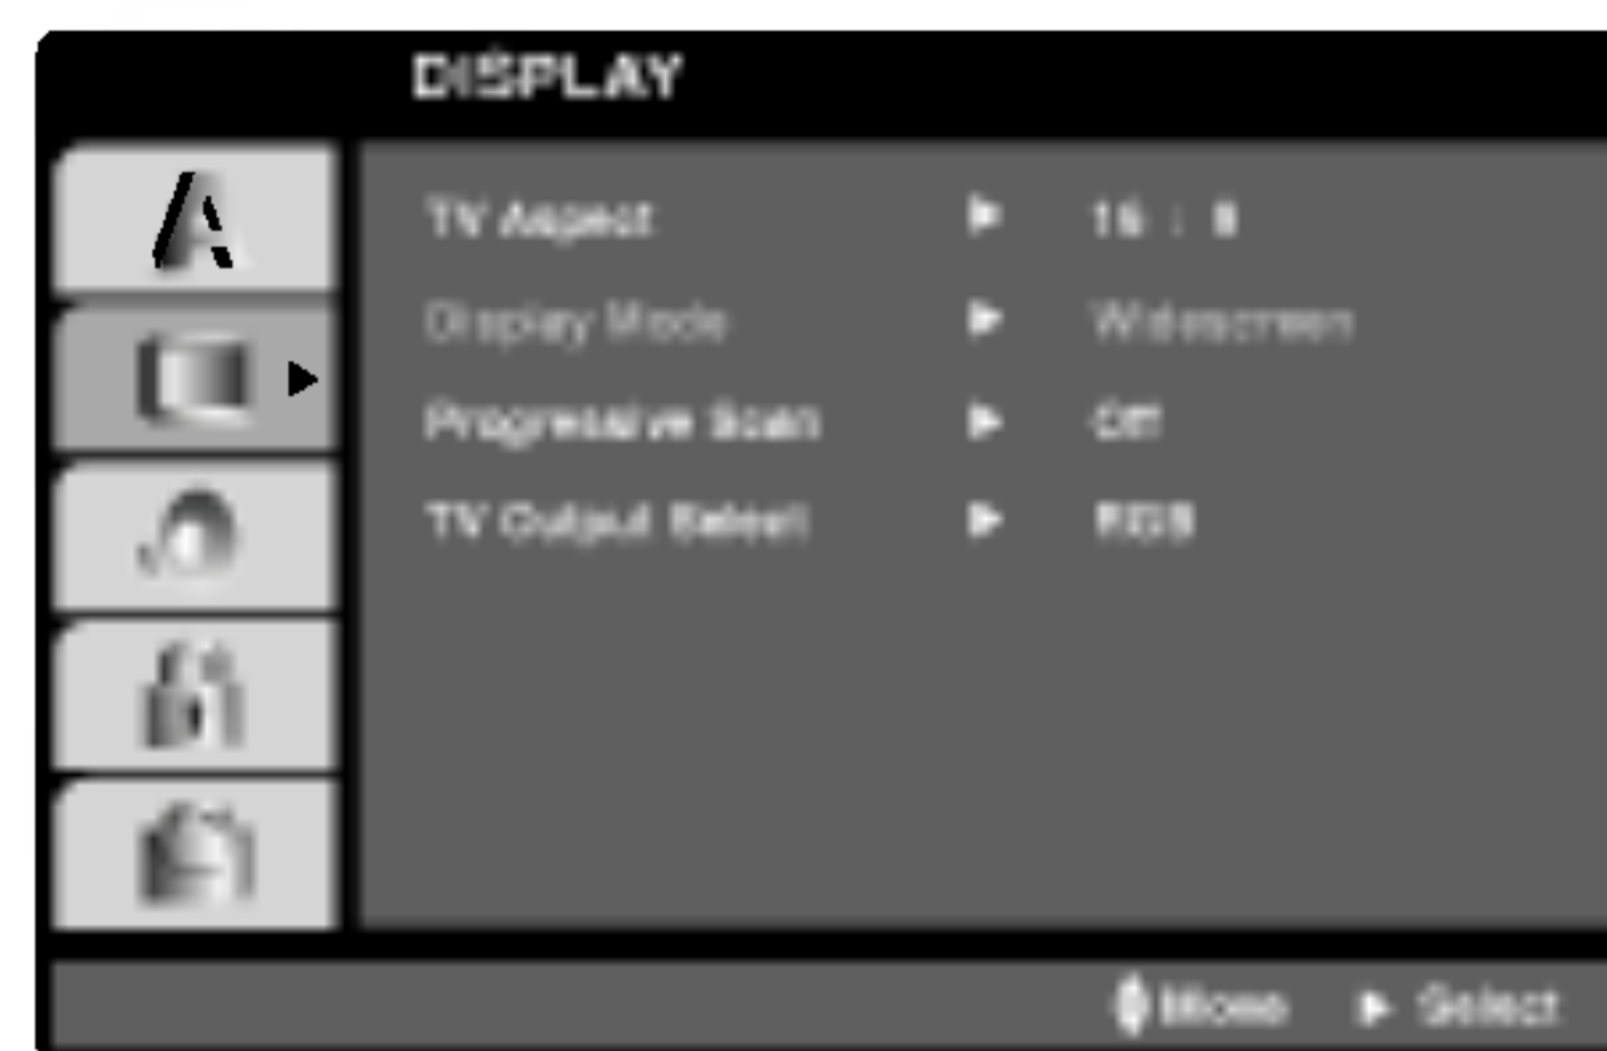 DISPLAY
A
TV Aspect ► 16 : 9
Display Mode ► Widescreen
Progressive Scan ► Off
TV Output Select ► RGB
Move ► Select